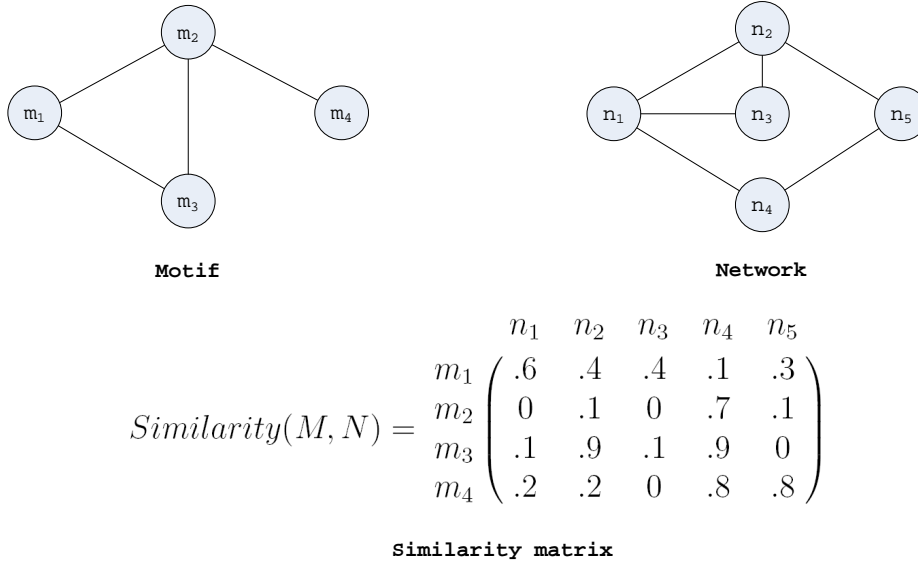 m₂
m₁
m₄
m₃
Motif
n₂
n₁
n₃
n₅
n₄
Network
n₁ n₂ n₃ n₄ n₅
m₁ .6 .4 .4 .1 .3
m₂ 0 .1 0 .7 .1
Similarity(M, N) =
m₃ .1 .9 .1 .9 0
m₄ .2 .2 0 .8 .8
Similarity matrix